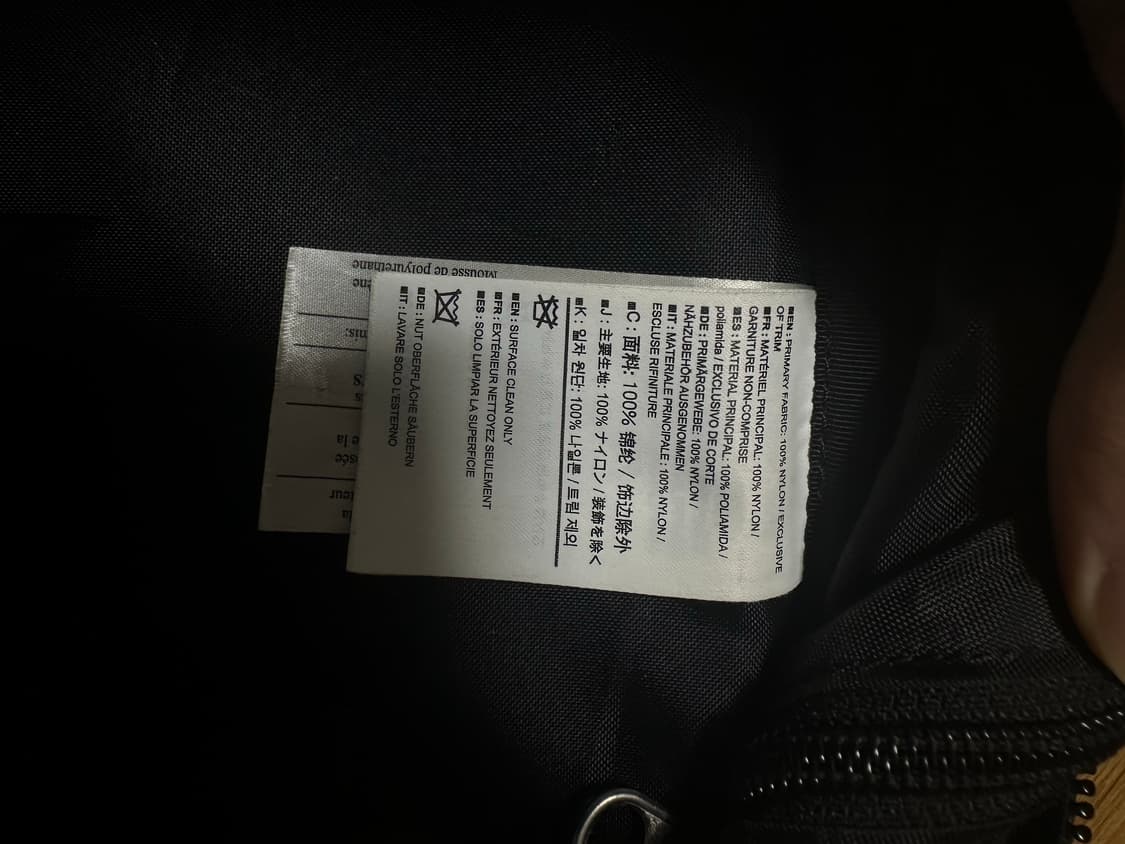 ■EN : PRIMARY FABRIC: 100% NYLON / EXCLUSIVE
OF TRIM
■FR : MATÉRIEL PRINCIPAL: 100% NYLON /
GARNITURE NON-COMPRISE
■ES : MATERIAL PRINCIPAL: 100% POLIAMIDA /
poliamida / EXCLUSIVO DE CORTE
■DE : PRIMÄRGEWEBE: 100% NYLON /
NÄHZUBEHÖR AUSGENOMMEN
■IT : MATERIALE PRINCIPALE : 100% NYLON /
ESCLUSE RIFINITURE
■C : 面料: 100% 锦纶 / 饰边除外
■J : 主要生地: 100% ナイロン / 装飾を除く
■K : 일차 원단: 100% 나일론 / 트림 제외
■EN : SURFACE CLEAN ONLY
■FR : EXTÉRIEUR NETTOYEZ SEULEMENT
■ES : SOLO LIMPIAR LA SUPERFICIE
■DE : NUT OBERFLÄCHE SÄUBERN
■IT : LAVARE SOLO L'ESTERNO
Mousse de polyuréthane